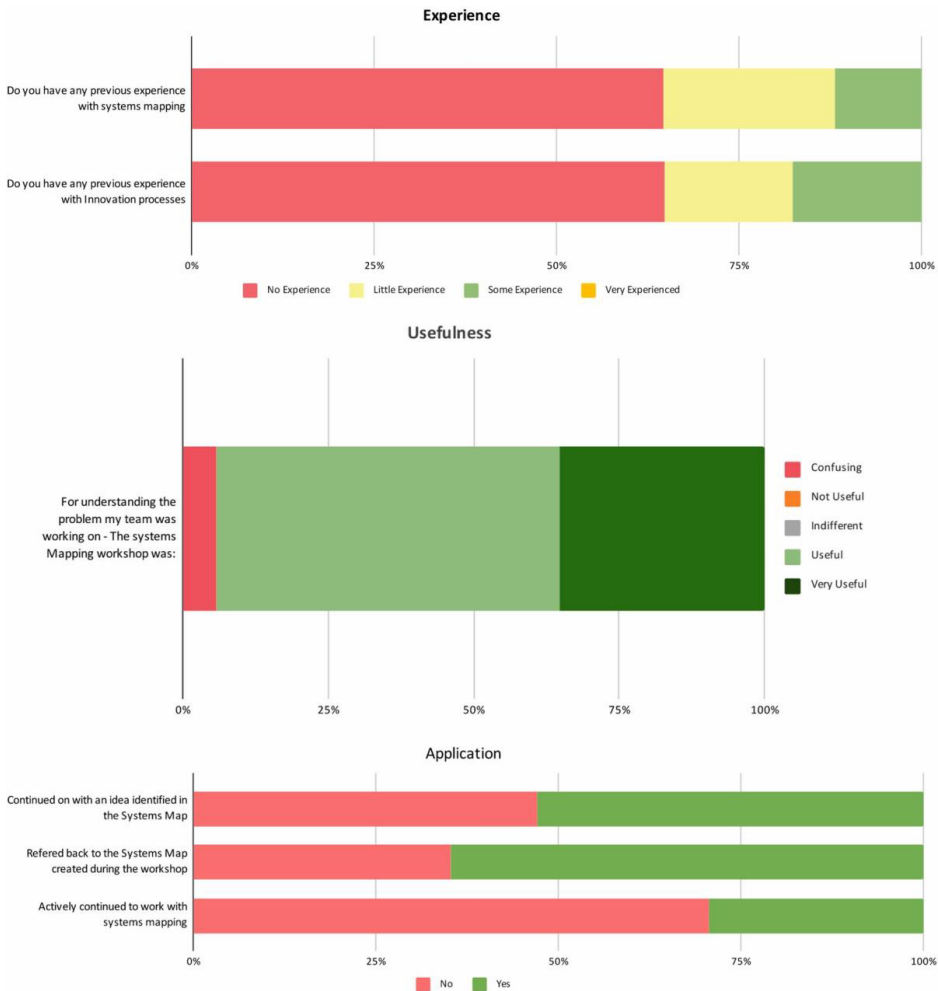 Experience
Do you have any previous experience
with systems mapping
Do you have any previous experience
with Innovation processes
0% 25% 50% 75% 100%
No Experience Little Experience Some Experience Very Experienced
Usefulness
For understanding the
problem my team was
working on - The systems
Mapping workshop was:
Confusing
Not Useful
Indifferent
Useful
Very Useful
0% 25% 50% 75% 100%
Application
Continued on with an idea identified in
the Systems Map
Refered back to the Systems Map
created during the workshop
Actively continued to work with
systems mapping
0% 25% 50% 75% 100%
No Yes